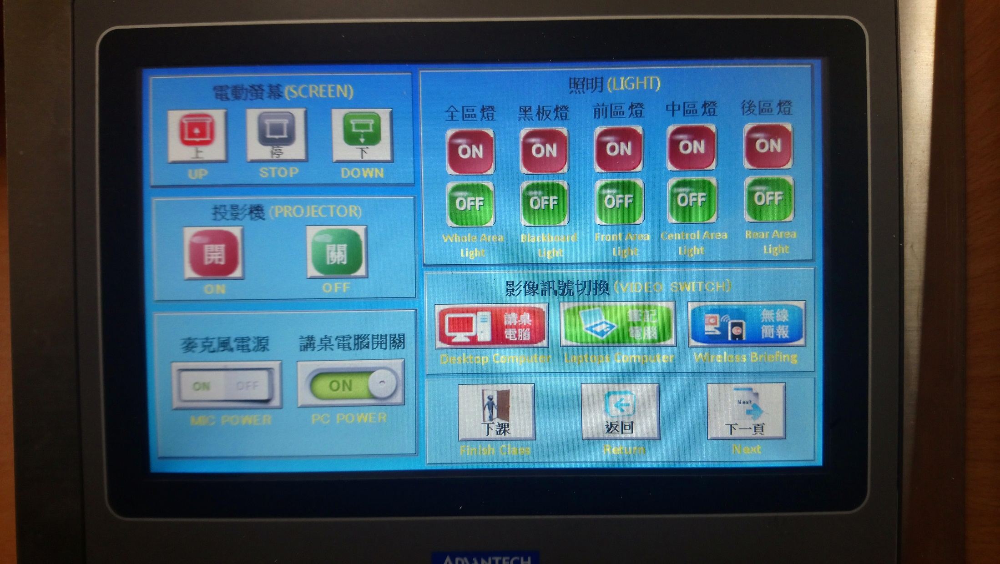 電動螢幕(SCREEN)
上
停
下
UP
STOP
DOWN
投影機(PROJECTOR)
開
關
ON
OFF
麥克風電源
講桌電腦開關
ON OFF
ON
MIC POWER
PC POWER
照明(LIGHT)
全區燈
黑板燈
前區燈
中區燈
後區燈
ON
ON
ON
ON
ON
OFF
OFF
OFF
OFF
OFF
Whole Area
Light
Blackboard
Light
Front Area
Light
Centrol Area
Light
Rear Area
Light
影像訊號切換(VIDEO SWITCH)
講桌
電腦
筆記
電腦
無線
簡報
Desktop Computer
Laptops Computer
Wireless Briefing
下課
返回
Next
下一頁
Finish Class
Return
Next
ADVANTECH